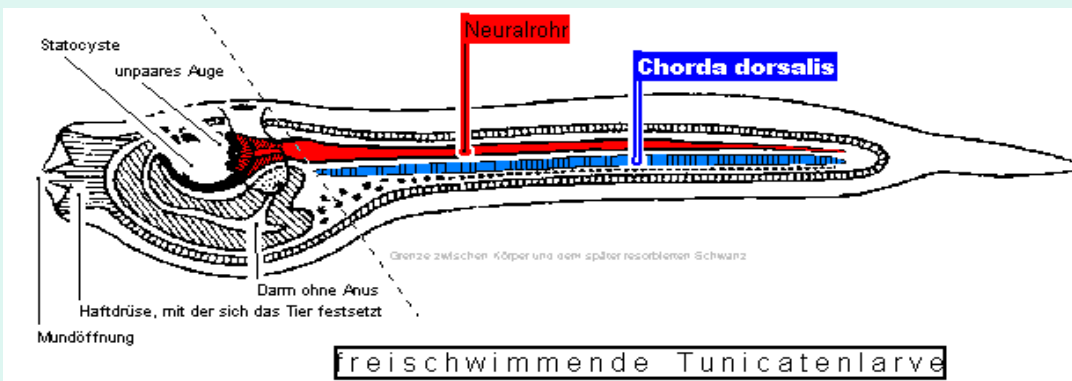 Neuralrohr
Statocyste
Chorda dorsalis
unpaares Auge
Grenze zwischen Körper und dem später resorbierten Schwanz
Darm ohne Anus
Haftdrüse, mit der sich das Tier festsetzt
Mundöffnung
freischwimmende Tunicatenlarve